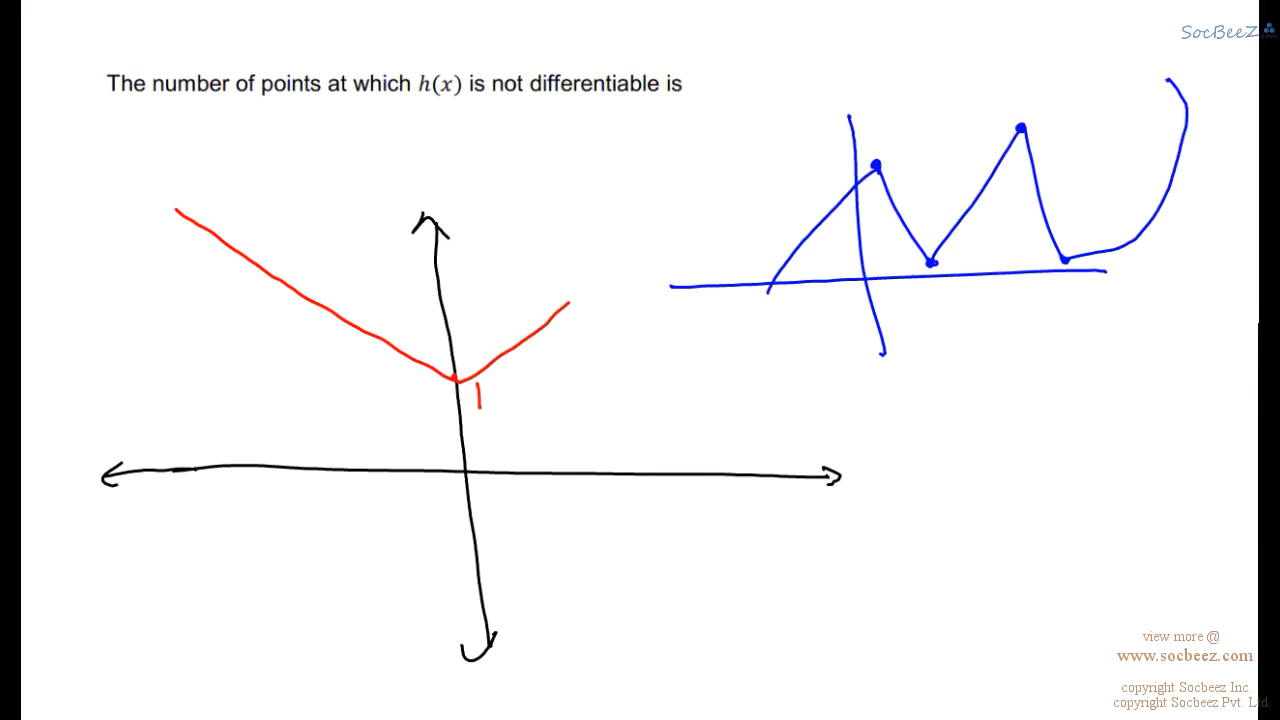 SocBeeZ
The number of points at which h(x) is not differentiable is
1
view more @
www.socbeez.com
copyright Socbeez Inc.
copyright Socbeez Pvt. Ltd.